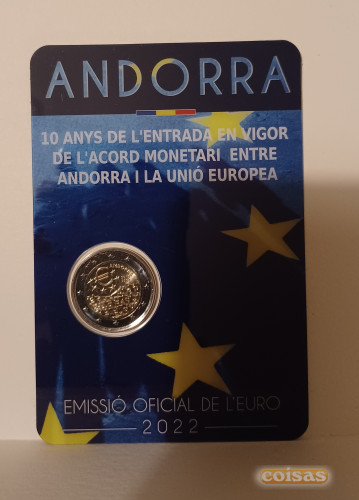 ANDORRA
10 ANYS DE L'ENTRADA EN VIGOR
DE L'ACORD MONETARI ENTRE
ANDORRA I LA UNIÓ EUROPEA
EMISSIÓ OFICIAL DE L'EURO
2022
coisas